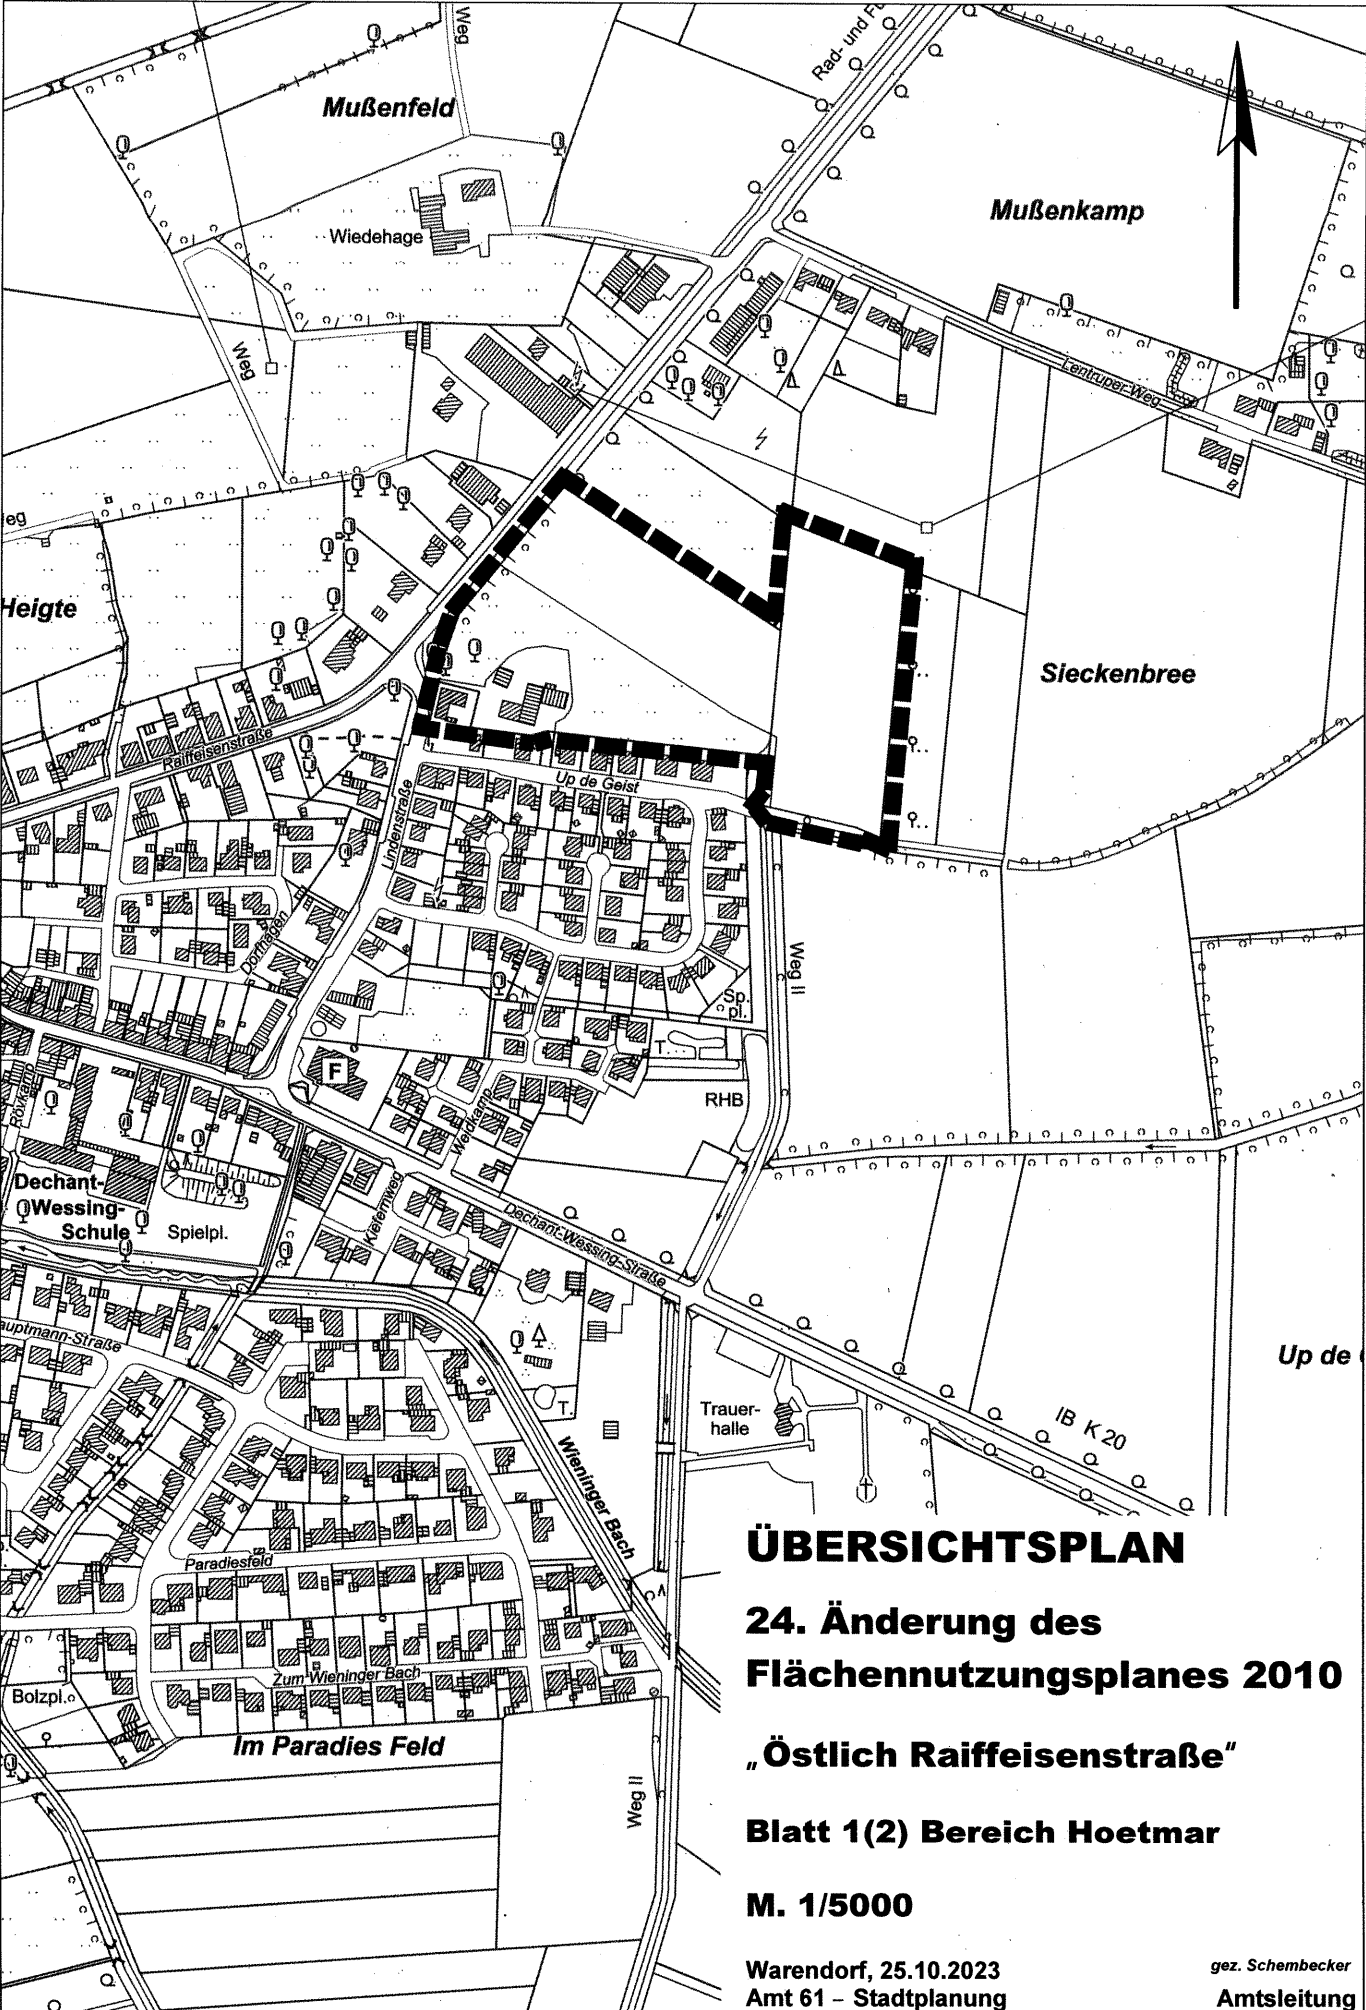 Weg
Rad- und
Mußenfeld
Mußenkamp
Wiedehage
Weg
Lentruper-Weg
eg
Heigte
Sieckenbree
Raiffeisenstraße
Up de Geist
Lindenstraße
Dorfhagen
Weg II
Sp.
pl.
T.
F
RHB
Weidkamp
Dechant-
Wessing-
Schule
Spielpl.
Kiefernweg
Dechant-Wessing-Straße
auptmann-Straße
Up de
T.
Trauer-
halle
IB K 20
Wieninger Bach
Paradiesfeld
Zum Wieninger Bach
Bolzpl.
Im Paradies Feld
Weg II
ÜBERSICHTSPLAN
24. Änderung des
Flächennutzungsplanes 2010
„Östlich Raiffeisenstraße“
Blatt 1(2) Bereich Hoetmar
M. 1/5000
Warendorf, 25.10.2023
gez. Schembecker
Amt 61 – Stadtplanung
Amtsleitung